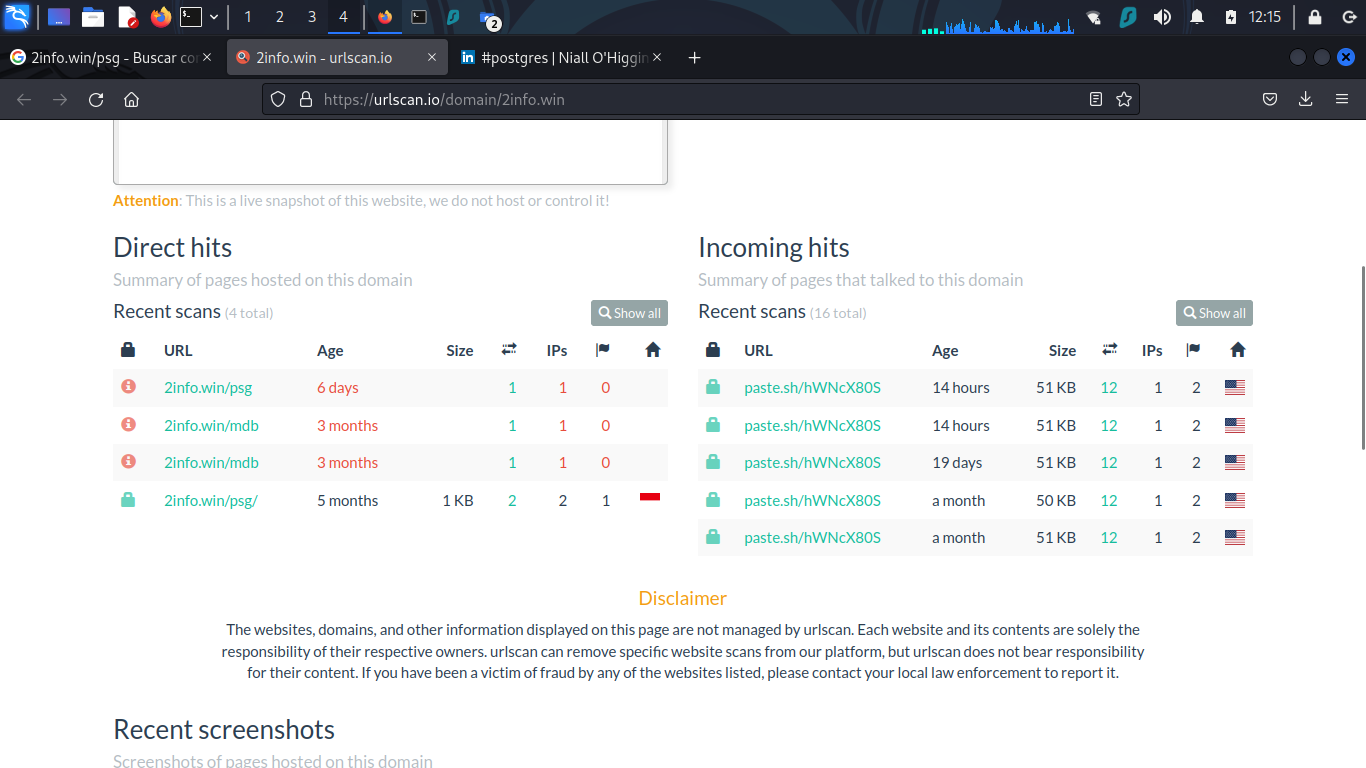 1 2 3 4 2 12:15
2info.win/psg - Buscar co 2info.win - urlscan.io #postgres | Niall O'Higgin
https://urlscan.io/domain/2info.win
Attention: This is a live snapshot of this website, we do not host or control it!
Direct hits
Summary of pages hosted on this domain
Recent scans (4 total) Show all
URL Age Size IPs
2info.win/psg 6 days 1 1 0
2info.win/mdb 3 months 1 1 0
2info.win/mdb 3 months 1 1 0
2info.win/psg/ 5 months 1 KB 2 2 1
Incoming hits
Summary of pages that talked to this domain
Recent scans (16 total) Show all
URL Age Size IPs
paste.sh/hWNcX80S 14 hours 51 KB 12 1 2
paste.sh/hWNcX80S 14 hours 51 KB 12 1 2
paste.sh/hWNcX80S 19 days 51 KB 12 1 2
paste.sh/hWNcX80S a month 50 KB 12 1 2
paste.sh/hWNcX80S a month 51 KB 12 1 2
Disclaimer
The websites, domains, and other information displayed on this page are not managed by urlscan. Each website and its contents are solely the
responsibility of their respective owners. urlscan can remove specific website scans from our platform, but urlscan does not bear responsibility
for their content. If you have been a victim of fraud by any of the websites listed, please contact your local law enforcement to report it.
Recent screenshots
Screenshots of pages hosted on this domain